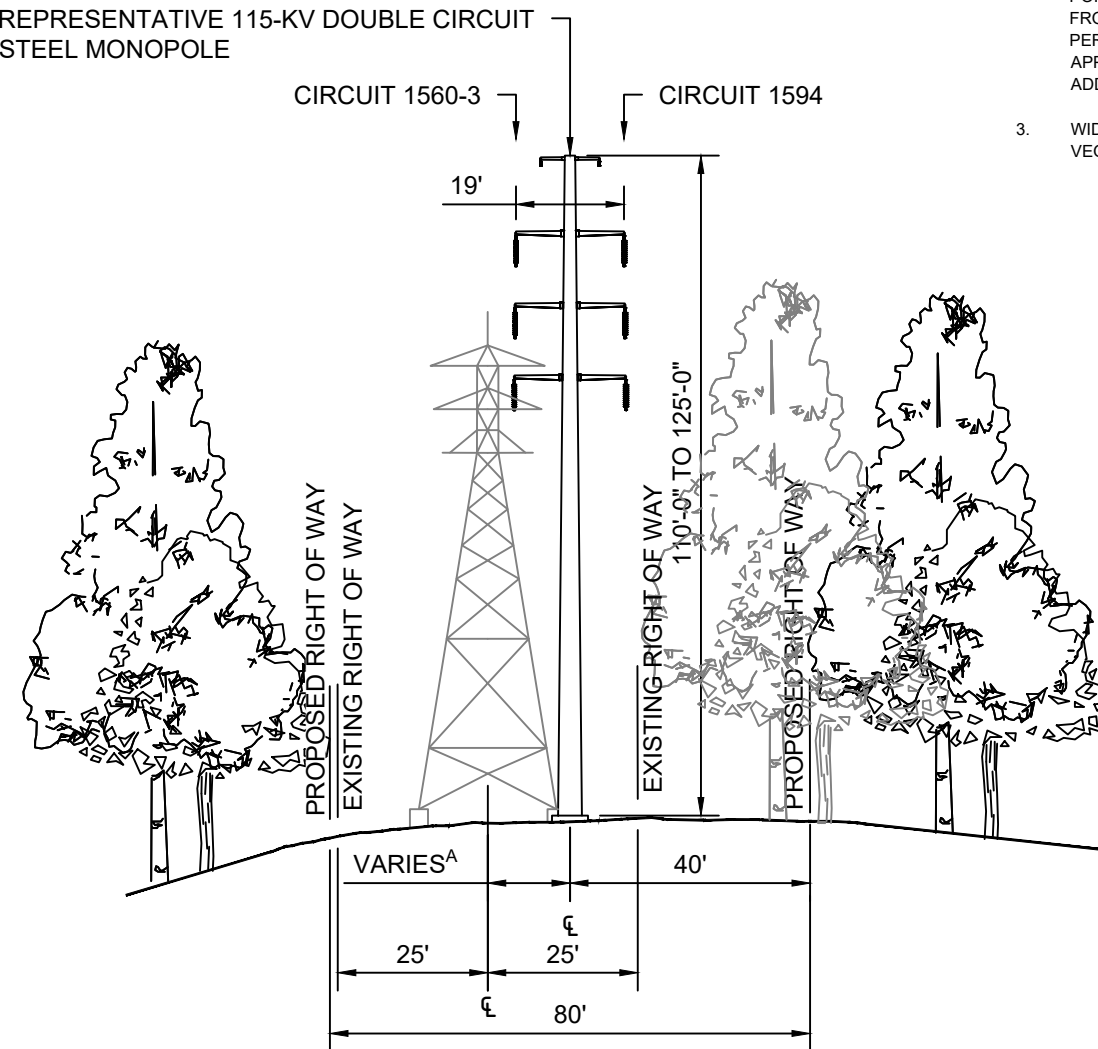 REPRESENTATIVE 115-KV DOUBLE CIRCUIT
STEEL MONOPOLE
CIRCUIT 1560-3
CIRCUIT 1594
3.
19'
110'-0" TO 125'-0"
PROPOSED RIGHT OF WAY
EXISTING RIGHT OF WAY
EXISTING RIGHT OF WAY
PROPOSED RIGHT OF WAY
VARIESᴬ
40'
℄
25'
25'
℄
80'